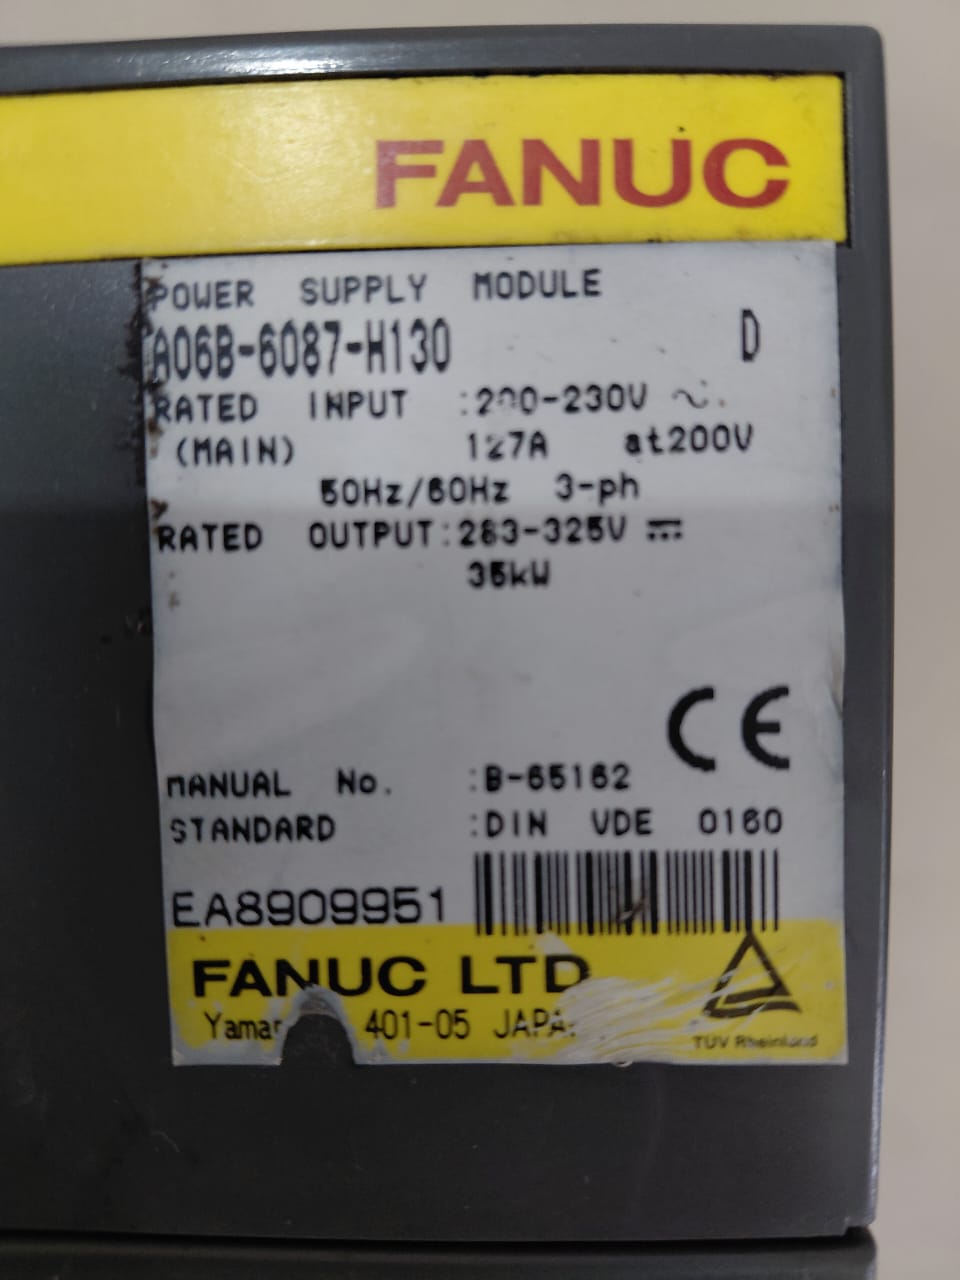 FANUC
POWER SUPPLY MODULE
A06B-6087-H130 D
RATED INPUT :200-230V ~
(MAIN) 127A at200V
50Hz/60Hz 3-ph
RATED OUTPUT:283-325V
35kW
CE
MANUAL No. :B-65162
STANDARD :DIN VDE 0160
EA8909951
FANUC LTD
401-05 JAPAN
TUV Rheinland